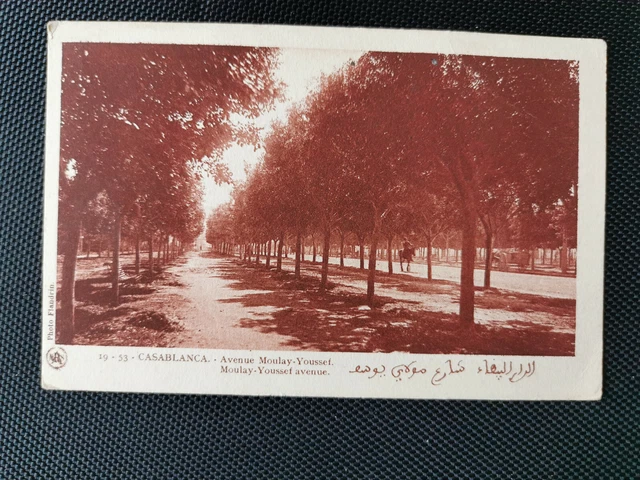 Photo Flandrin.
19 - 53 - CASABLANCA. - Avenue Moulay-Youssef.
Moulay-Youssef avenue.
الدار البيضاء شارع مولاي يوسف